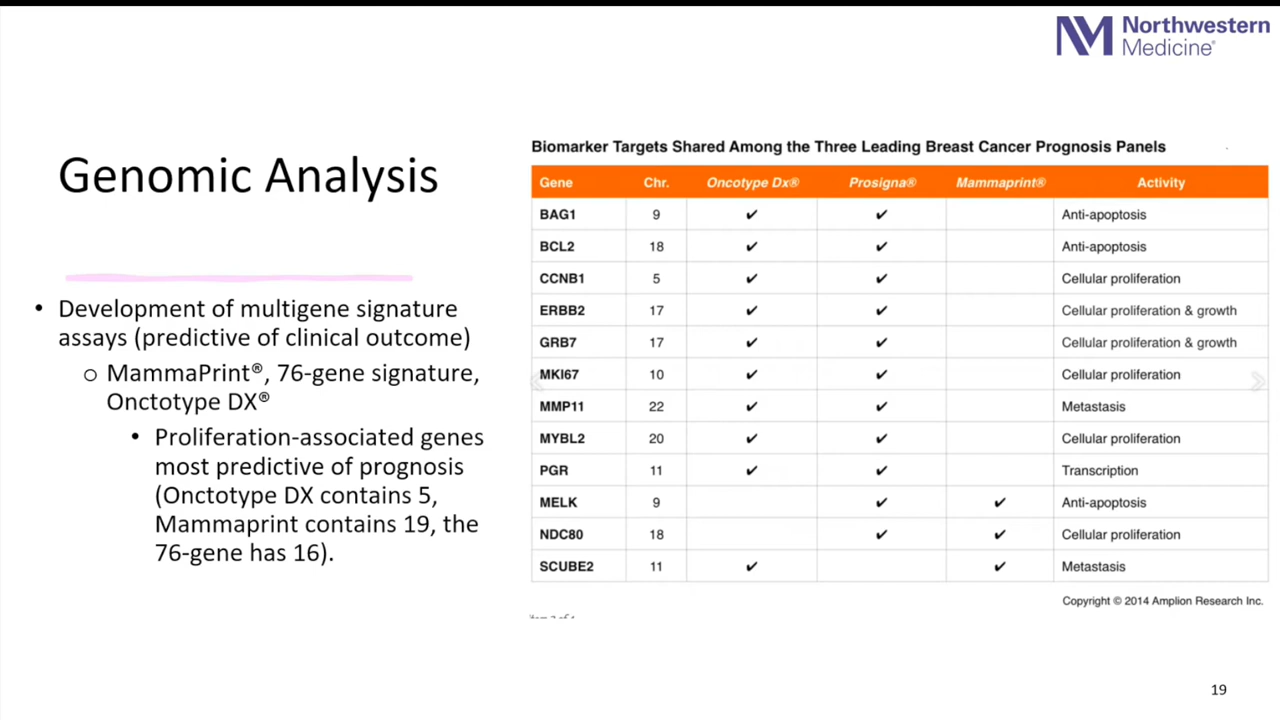 Northwestern
Medicine®
Genomic Analysis
• Development of multigene signature
assays (predictive of clinical outcome)
o MammaPrint®, 76-gene signature,
Onctotype DX®
• Proliferation-associated genes
most predictive of prognosis
(Onctotype DX contains 5,
Mammaprint contains 19, the
76-gene has 16).
Biomarker Targets Shared Among the Three Leading Breast Cancer Prognosis Panels
Gene Chr. Oncotype Dx® Prosigna® Mammaprint® Activity
BAG1 9 ✔ ✔ Anti-apoptosis
BCL2 18 ✔ ✔ Anti-apoptosis
CCNB1 5 ✔ ✔ Cellular proliferation
ERBB2 17 ✔ ✔ Cellular proliferation & growth
GRB7 17 ✔ ✔ Cellular proliferation & growth
MKI67 10 ✔ ✔ Cellular proliferation
MMP11 22 ✔ ✔ Metastasis
MYBL2 20 ✔ ✔ Cellular proliferation
PGR 11 ✔ ✔ Transcription
MELK 9 ✔ ✔ Anti-apoptosis
NDC80 18 ✔ ✔ Cellular proliferation
SCUBE2 11 ✔ ✔ Metastasis
Copyright © 2014 Amplion Research Inc.
19